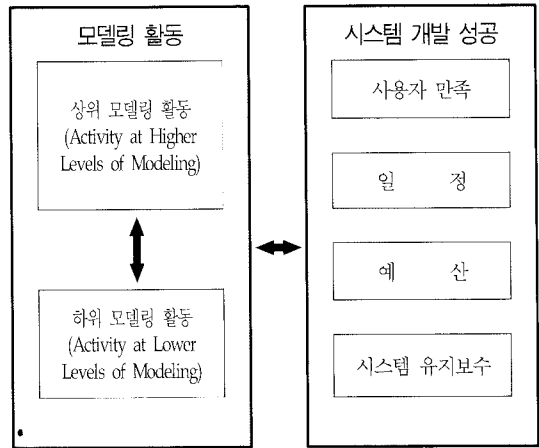 모델링 활동
상위 모델링 활동
(Activity at Higher
Levels of Modeling)
하위 모델링 활동
(Activity at Lower
Levels of Modeling)
시스템 개발 성공
사용자 만족
일 정
예 산
시스템 유지보수